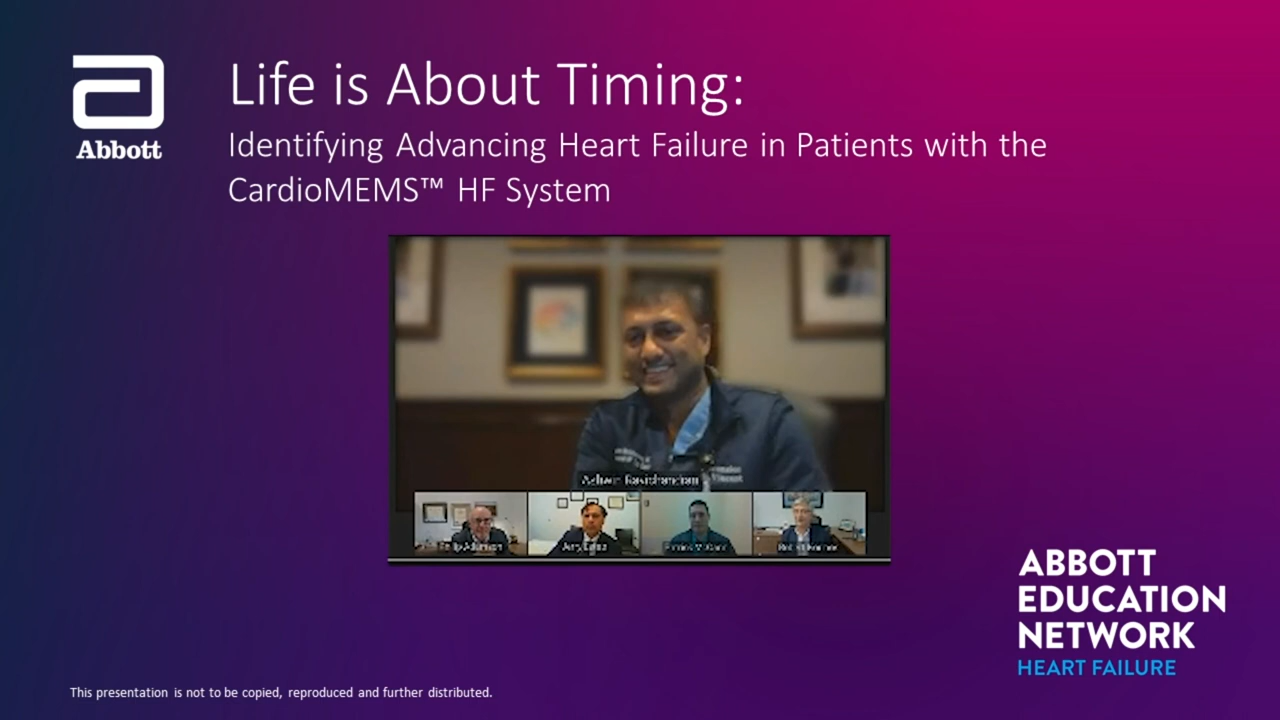 Abbott
Life is About Timing:
Identifying Advancing Heart Failure in Patients with the
CardioMEMS™ HF System
Ashwin Ravichandran
ABBOTT
EDUCATION
NETWORK
HEART FAILURE
This presentation is not to be copied, reproduced and further distributed.